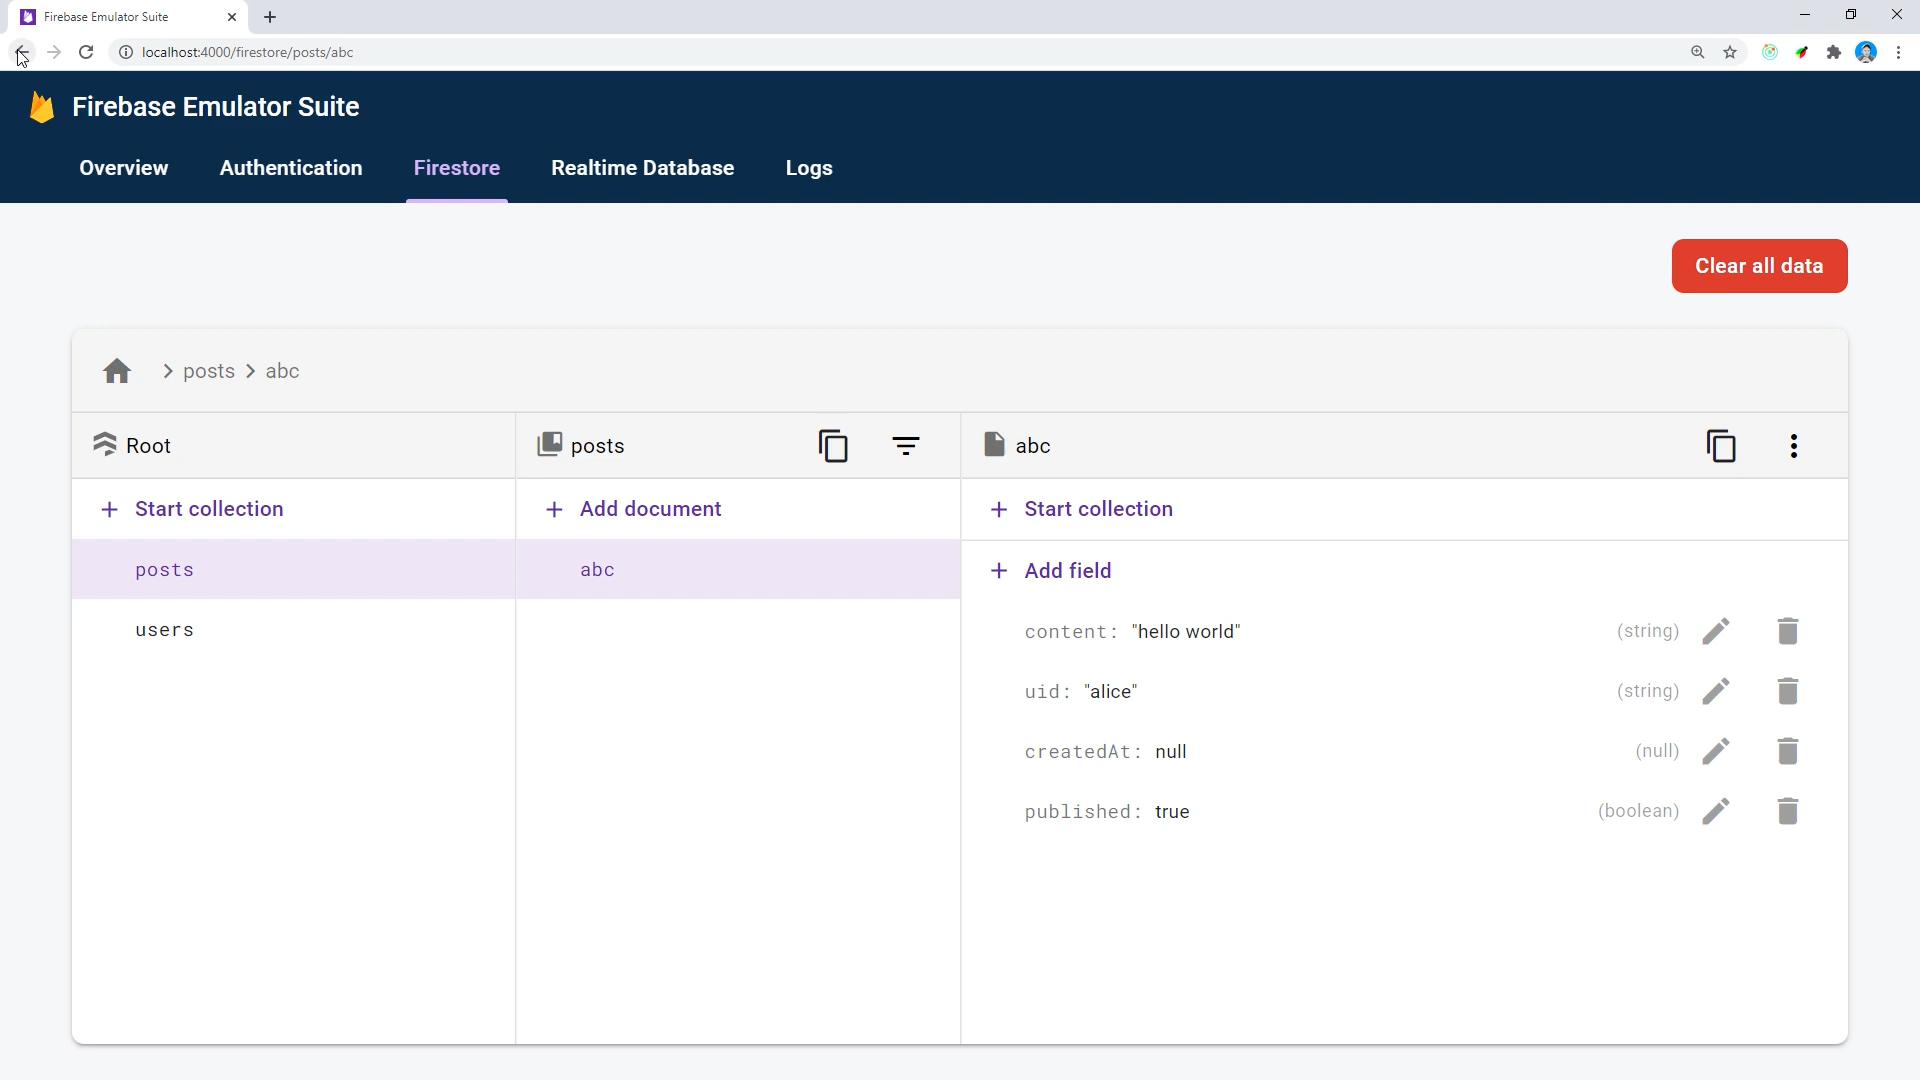 Firebase Emulator Suite
localhost:4000/firestore/posts/abc
Firebase Emulator Suite
Overview Authentication Firestore Realtime Database Logs
Clear all data
posts abc
Root posts abc
Start collection Add document Start collection
posts abc Add field
users content: "hello world" (string)
uid: "alice" (string)
createdAt: null (null)
published: true (boolean)